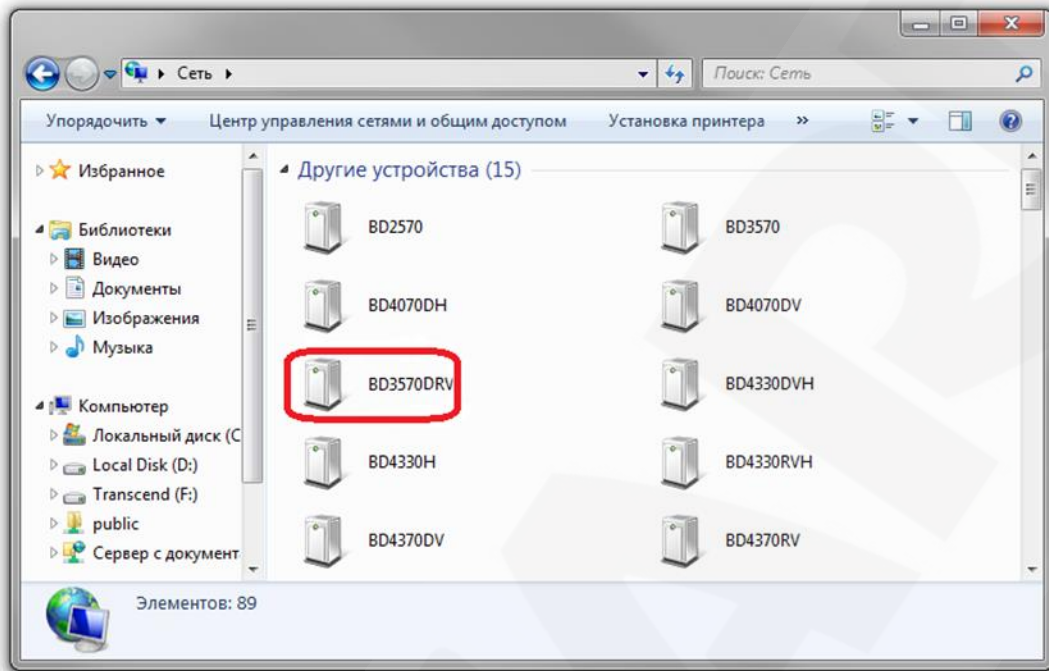 Сеть
Поиск: Сеть
Упорядочить Центр управления сетями и общим доступом Установка принтера »
Избранное
Библиотеки
Видео
Документы
Изображения
Музыка
Компьютер
Локальный диск (C
Local Disk (D:)
Transcend (F:)
public
Сервер с документ
Другие устройства (15)
BD2570 BD3570
BD4070DH BD4070DV
BD3570DRV BD4330DVH
BD4330H BD4330RVH
BD4370DV BD4370RV
Элементов: 89